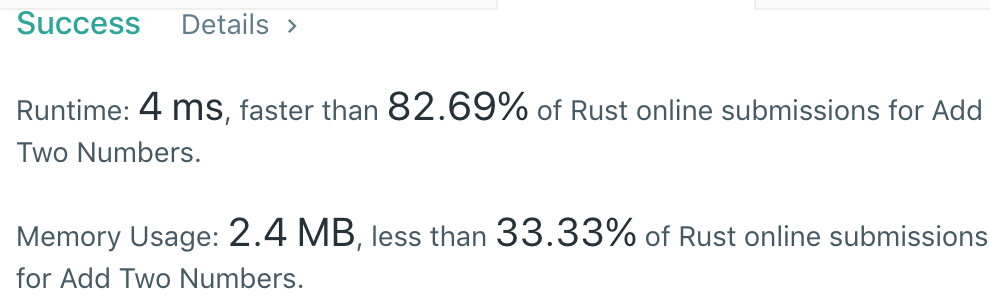 Success Details >
Runtime: 4 ms, faster than 82.69% of Rust online submissions for Add
Two Numbers.
Memory Usage: 2.4 MB, less than 33.33% of Rust online submissions
for Add Two Numbers.